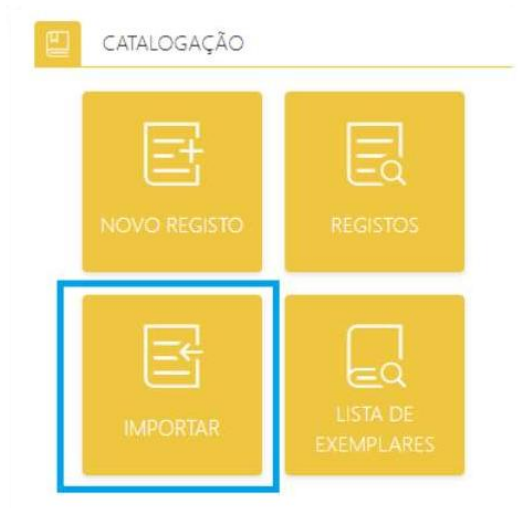 CATALOGAÇÃO
NOVO REGISTO
REGISTOS
IMPORTAR
LISTA DE
EXEMPLARES